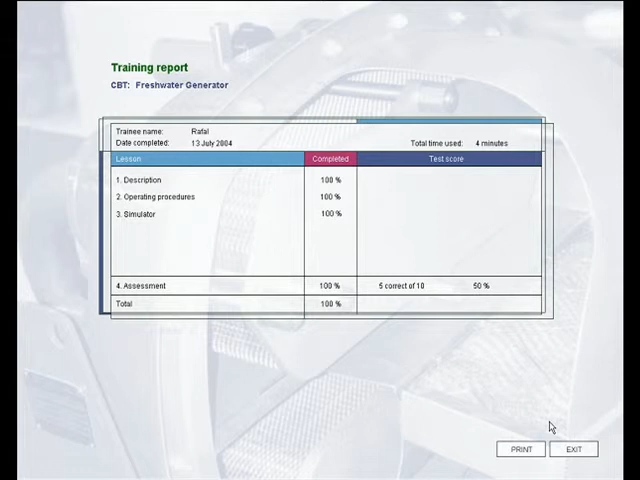 Training report
CBT: Freshwater Generator
Trainee name: Rafal
Date completed: 13 July 2004 Total time used: 4 minutes
Lesson Completed Test score
1. Description 100 %
2. Operating procedures 100 %
3. Simulator 100 %
4. Assessment 100 % 5 correct of 10 50 %
Total 100 %
PRINT EXIT